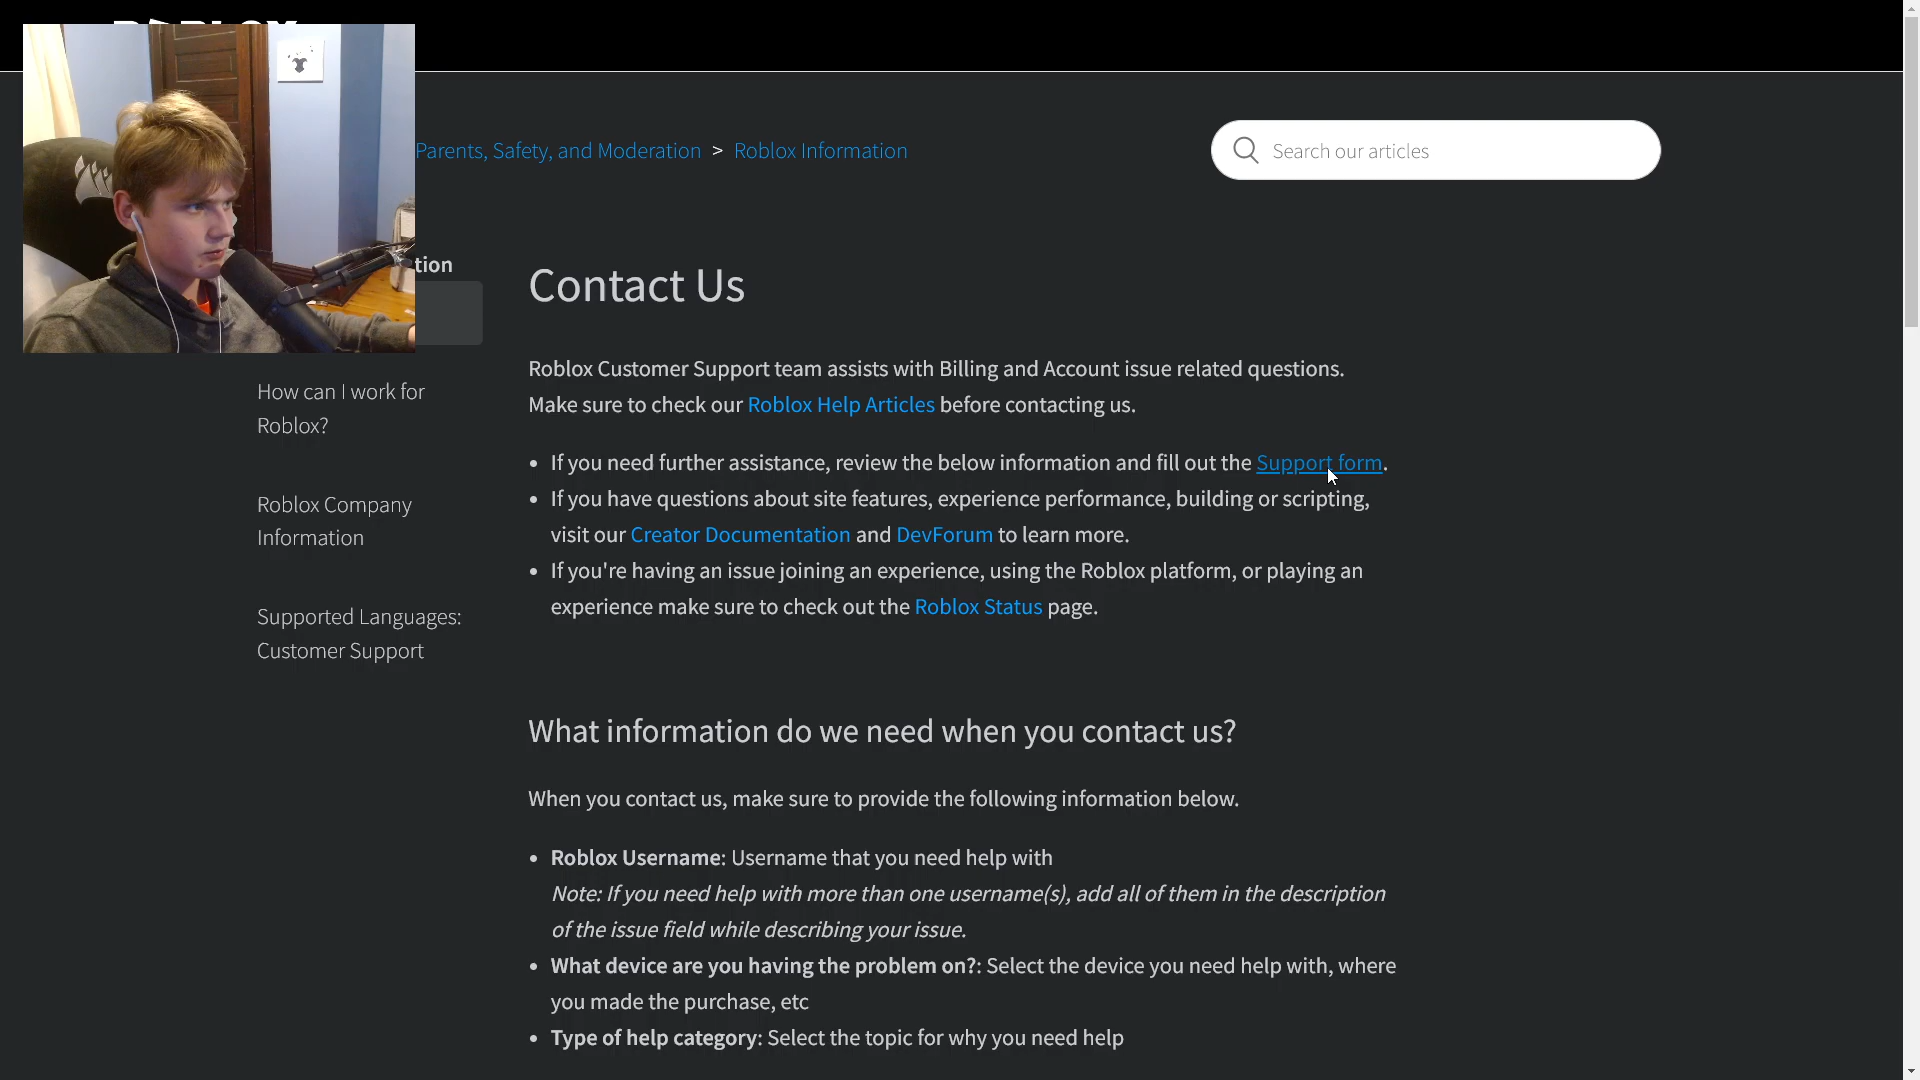 Parents, Safety, and Moderation > Roblox Information
Search our articles
tion
How can I work for
Roblox?
Roblox Company
Information
Supported Languages:
Customer Support
Contact Us
Roblox Customer Support team assists with Billing and Account issue related questions.
Make sure to check our Roblox Help Articles before contacting us.
• If you need further assistance, review the below information and fill out the Support form.
• If you have questions about site features, experience performance, building or scripting,
visit our Creator Documentation and DevForum to learn more.
• If you're having an issue joining an experience, using the Roblox platform, or playing an
experience make sure to check out the Roblox Status page.
What information do we need when you contact us?
When you contact us, make sure to provide the following information below.
• Roblox Username: Username that you need help with
Note: If you need help with more than one username(s), add all of them in the description
of the issue field while describing your issue.
• What device are you having the problem on?: Select the device you need help with, where
you made the purchase, etc
• Type of help category: Select the topic for why you need help